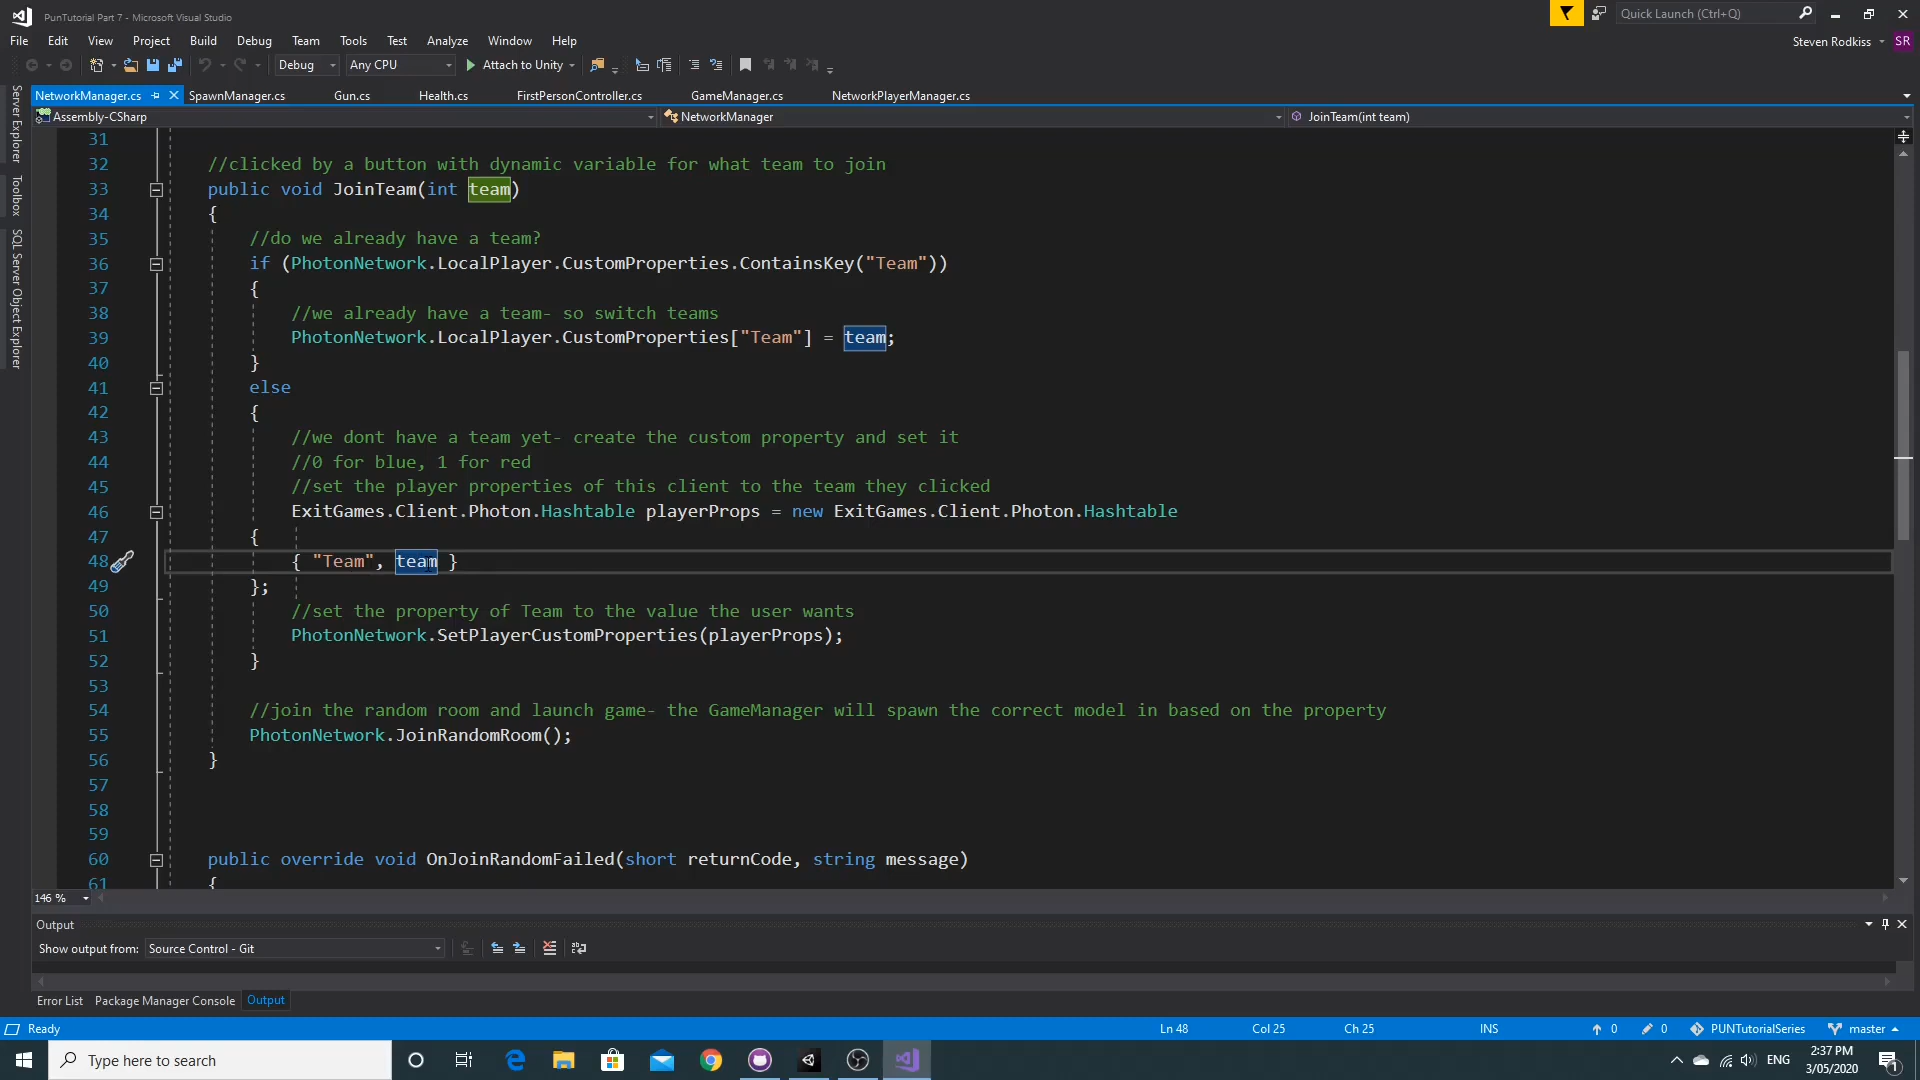 PunTutorial Part 7 - Microsoft Visual Studio
Quick Launch (Ctrl+Q)
File Edit View Project Build Debug Team Tools Test Analyze Window Help
Steven Rodkiss SR
Debug Any CPU Attach to Unity
NetworkManager.cs SpawnManager.cs Gun.cs Health.cs FirstPersonController.cs GameManager.cs NetworkPlayerManager.cs
Assembly-CSharp NetworkManager JoinTeam(int team)
Server Explorer
Toolbox
SQL Server Object Explorer
31
32 //clicked by a button with dynamic variable for what team to join
33 public void JoinTeam(int team)
34 {
35 //do we already have a team?
36 if (PhotonNetwork.LocalPlayer.CustomProperties.ContainsKey("Team"))
37 {
38 //we already have a team- so switch teams
39 PhotonNetwork.LocalPlayer.CustomProperties["Team"] = team;
40 }
41 else
42 {
43 //we dont have a team yet- create the custom property and set it
44 //0 for blue, 1 for red
45 //set the player properties of this client to the team they clicked
46 ExitGames.Client.Photon.Hashtable playerProps = new ExitGames.Client.Photon.Hashtable
47 {
48 { "Team", team }
49 };
50 //set the property of Team to the value the user wants
51 PhotonNetwork.SetPlayerCustomProperties(playerProps);
52 }
53
54 //join the random room and launch game- the GameManager will spawn the correct model in based on the property
55 PhotonNetwork.JoinRandomRoom();
56 }
57
58
59
60 public override void OnJoinRandomFailed(short returnCode, string message)
61 {
146 %
Output
Show output from: Source Control - Git
Error List Package Manager Console Output
Ready Ln 48 Col 25 Ch 25 INS 0 0 PUNTutorialSeries master
Type here to search
ENG 2:37 PM
3/05/2020
1